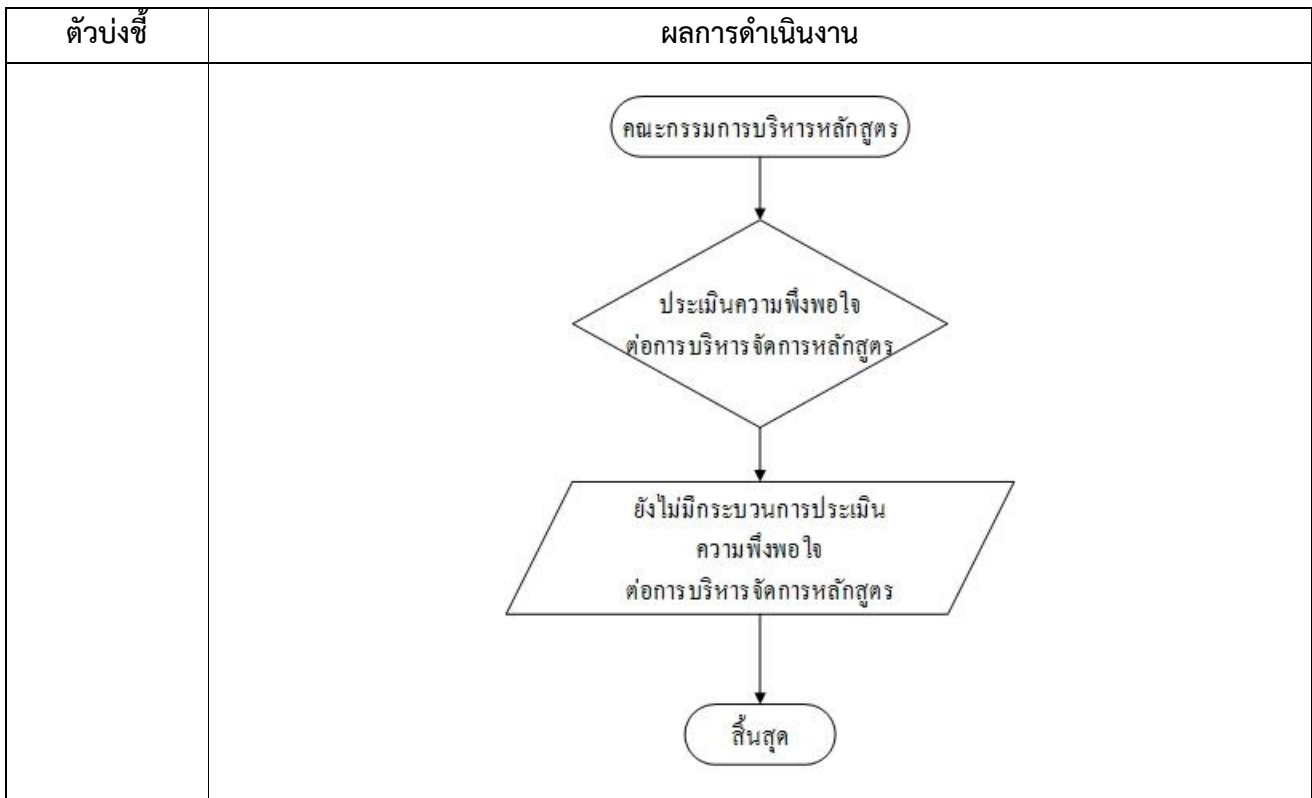 ตัวบ่งชี้
ผลการดำเนินงาน
คณะกรรมการบริหารหลักสูตร
ประเมินความพึงพอใจ
ต่อการบริหารจัดการหลักสูตร
ยังไม่มีกระบวนการประเมิน
ความพึงพอใจ
ต่อการบริหารจัดการหลักสูตร
สิ้นสุด